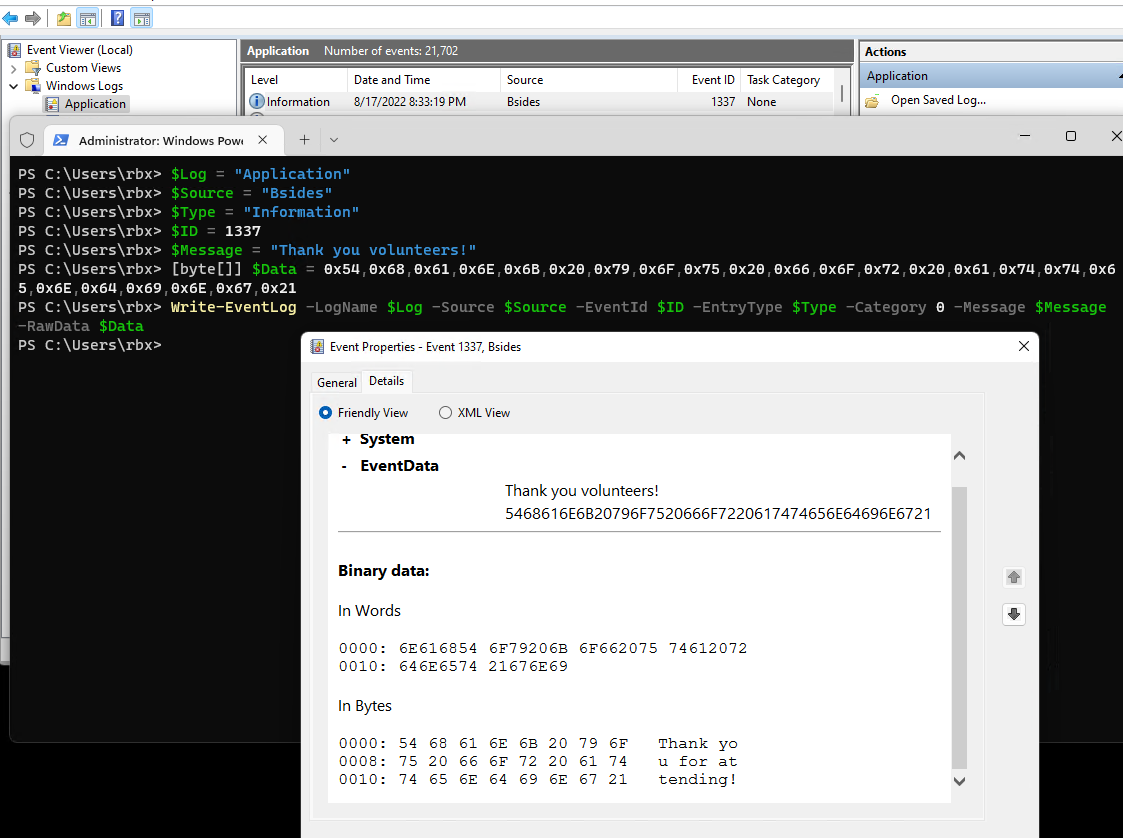 Event Viewer (Local)
Custom Views
Windows Logs
Application
Application Number of events: 21,702
Level Date and Time Source Event ID Task Category
Information 8/17/2022 8:33:19 PM Bsides 1337 None
Actions
Application
Open Saved Log...
Administrator: Windows Powe
PS C:\Users\rbx> $Log = "Application"
PS C:\Users\rbx> $Source = "Bsides"
PS C:\Users\rbx> $Type = "Information"
PS C:\Users\rbx> $ID = 1337
PS C:\Users\rbx> $Message = "Thank you volunteers!"
PS C:\Users\rbx> [byte[]] $Data = 0x54,0x68,0x61,0x6E,0x6B,0x20,0x79,0x6F,0x75,0x20,0x66,0x6F,0x72,0x20,0x61,0x74,0x74,0x6
5,0x6E,0x64,0x69,0x6E,0x67,0x21
PS C:\Users\rbx> Write-EventLog -LogName $Log -Source $Source -EventId $ID -EntryType $Type -Category 0 -Message $Message
-RawData $Data
PS C:\Users\rbx>
Event Properties - Event 1337, Bsides
General Details
Friendly View XML View
+ System
- EventData
Thank you volunteers!
5468616E6B20796F7520666F7220617474656E64696E6721
Binary data:
In Words
0000: 6E616854 6F79206B 6F662075 74612072
0010: 646E6574 21676E69
In Bytes
0000: 54 68 61 6E 6B 20 79 6F Thank yo
0008: 75 20 66 6F 72 20 61 74 u for at
0010: 74 65 6E 64 69 6E 67 21 tending!